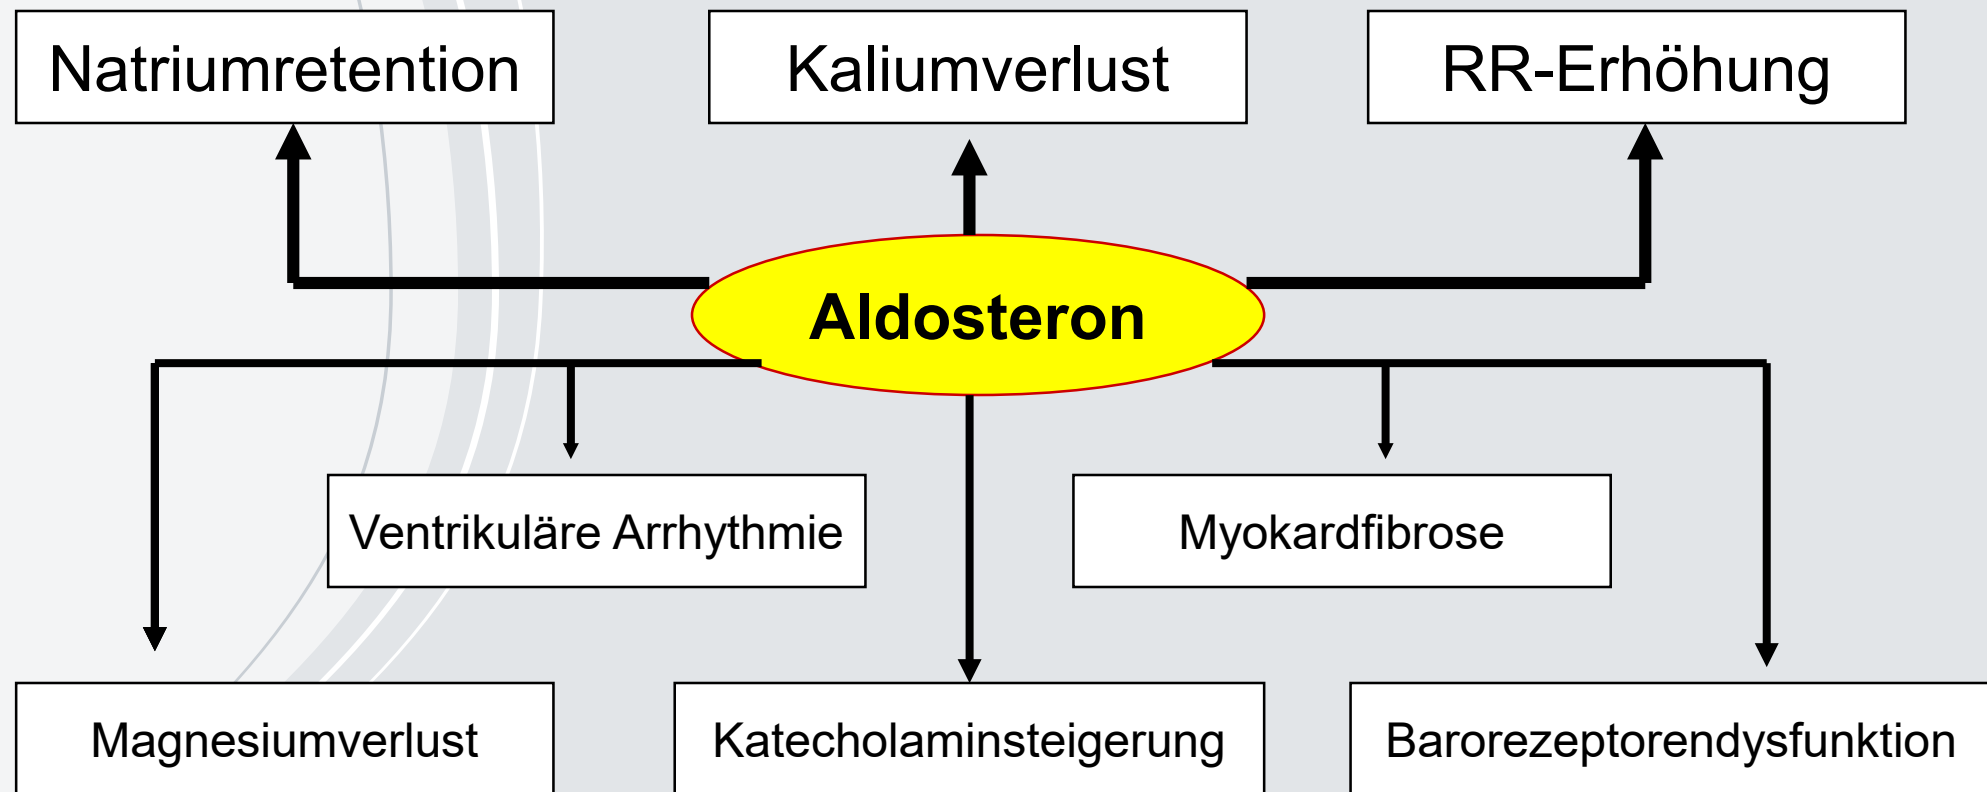 Natriumretention
Kaliumverlust
RR-Erhöhung
Aldosteron
Ventrikuläre Arrhythmie
Myokardfibrose
Magnesiumverlust
Katecholaminsteigerung
Barorezeptorendysfunktion